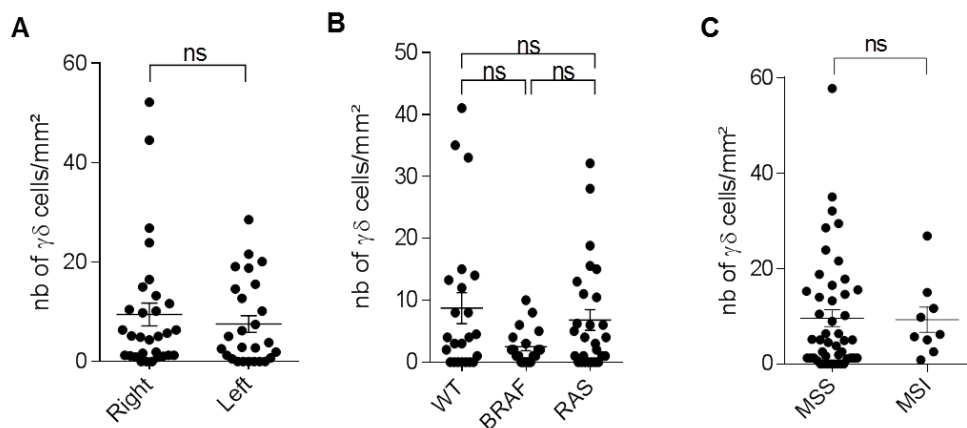 A
ns
nb of γδ cells/mm²
60
40
20
0
Right
Left
B
ns
ns
ns
nb of γδ cells/mm²
50
40
30
20
10
0
WT
BRAF
RAS
C
ns
nb of γδ cells/mm²
60
40
20
0
MSS
MSI